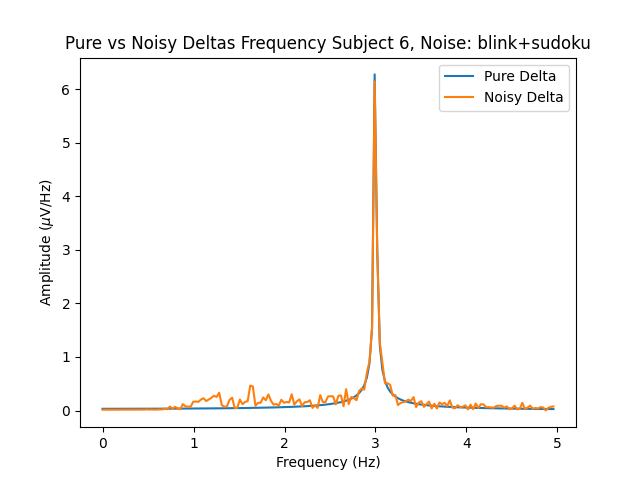 Pure vs Noisy Deltas Frequency Subject 6, Noise: blink+sudoku
Pure Delta
Noisy Delta
Amplitude (μV/Hz)
6
5
4
3
2
1
0
0 1 2 3 4 5
Frequency (Hz)